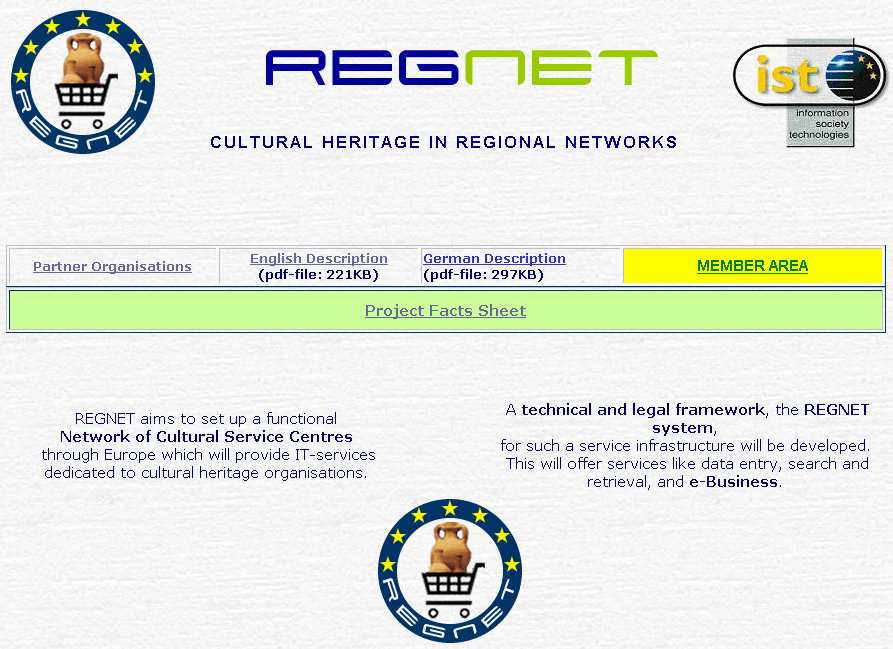 REGNET
REGNET
CULTURAL HERITAGE IN REGIONAL NETWORKS
ist
information
society
technologies
Partner Organisations
English Description
(pdf-file: 221KB)
German Description
(pdf-file: 297KB)
MEMBER AREA
Project Facts Sheet
REGNET aims to set up a functional
Network of Cultural Service Centres
through Europe which will provide IT-services
dedicated to cultural heritage organisations.
A technical and legal framework, the REGNET
system,
for such a service infrastructure will be developed.
This will offer services like data entry, search and
retrieval, and e-Business.
REGNET